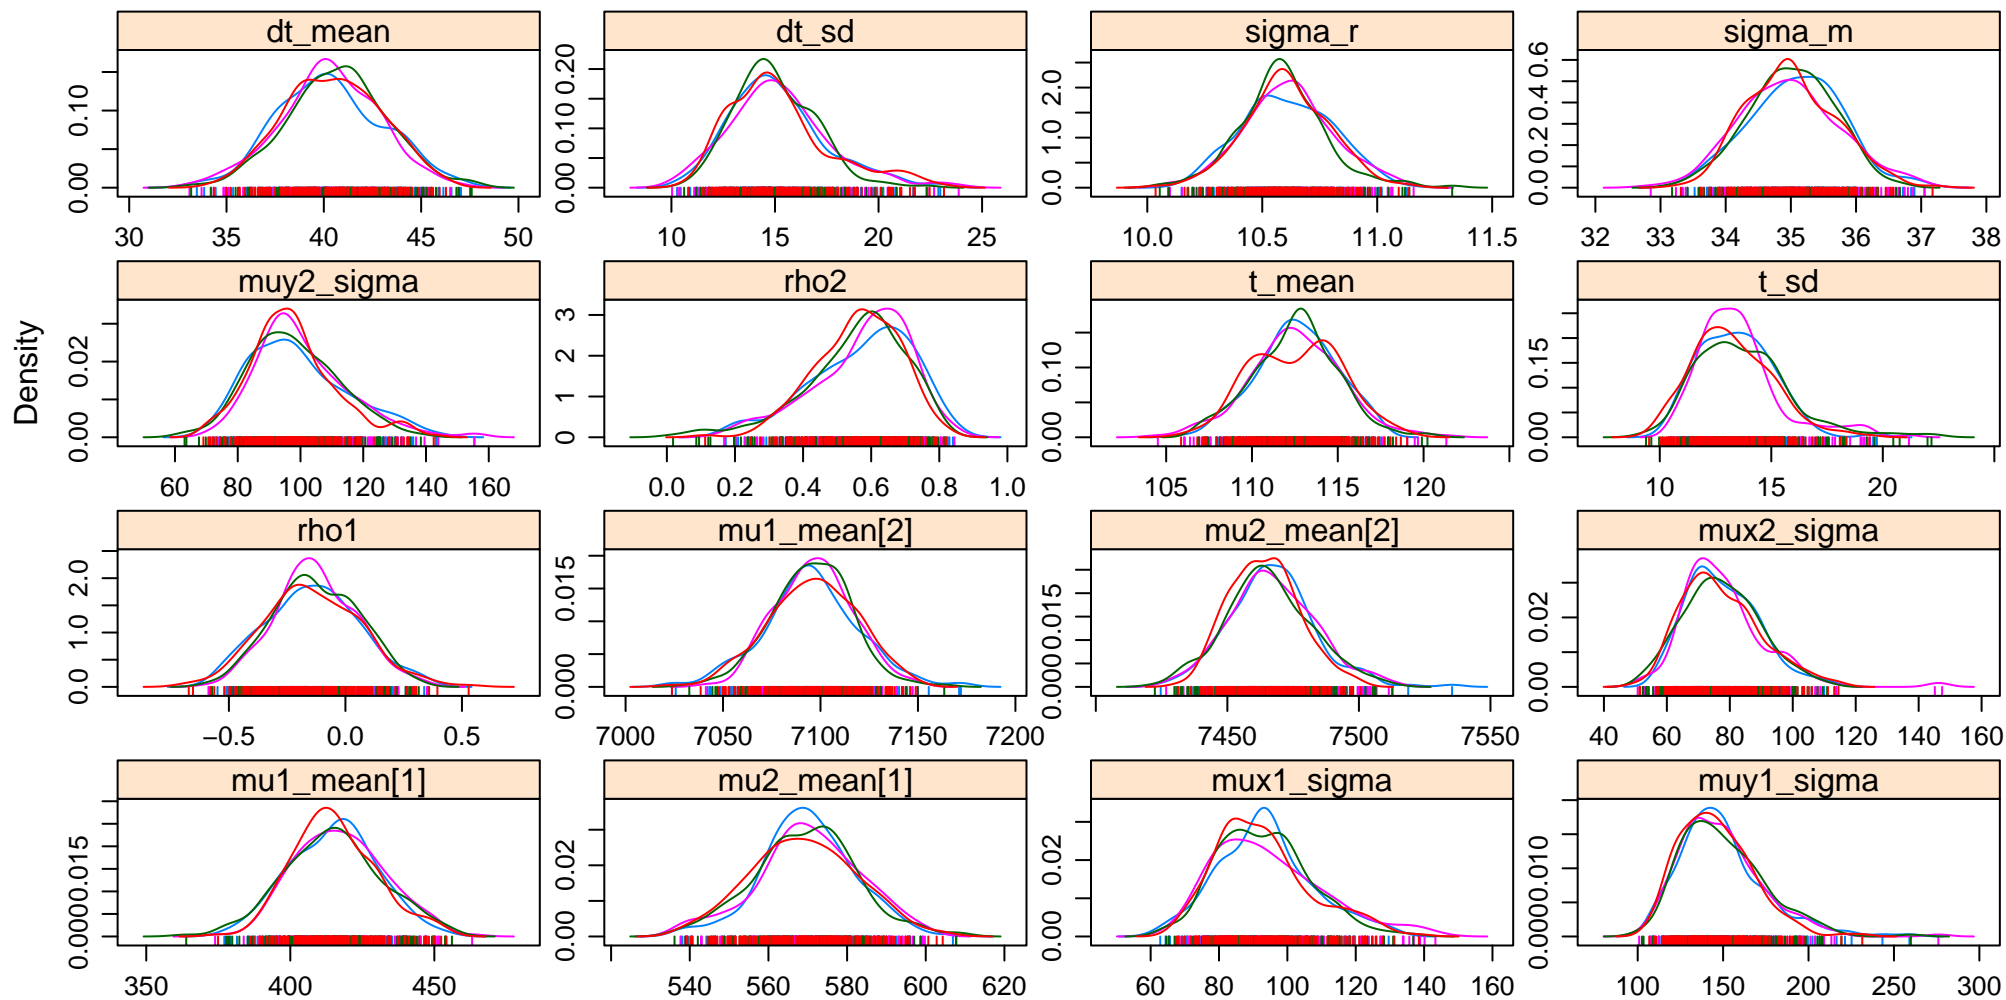 dt_mean
dt_sd
sigma_r
sigma_m
0.00 0.10
0.00 0.10 0.20
0.0 1.0 2.0
0.0 0.2 0.4 0.6
30 35 40 45 50
10 15 20 25
10.0 10.5 11.0 11.5
32 33 34 35 36 37 38
muy2_sigma
rho2
t_mean
t_sd
Density
0.00 0.02
0 1 2 3
0.00 0.10
0.00 0.15
60 80 100 120 140 160
0.0 0.2 0.4 0.6 0.8 1.0
105 110 115 120
10 15 20
rho1
mu1_mean[2]
mu2_mean[2]
mux2_sigma
0.0 1.0 2.0
0.000 0.015
0.000 0.015
0.00 0.02
−0.5 0.0 0.5
7000 7050 7100 7150 7200
7450 7500 7550
40 60 80 100 120 140 160
mu1_mean[1]
mu2_mean[1]
mux1_sigma
muy1_sigma
0.000 0.015
0.00 0.02
0.00 0.02
0.000 0.010
350 400 450
540 560 580 600 620
60 80 100 120 140 160
100 150 200 250 300